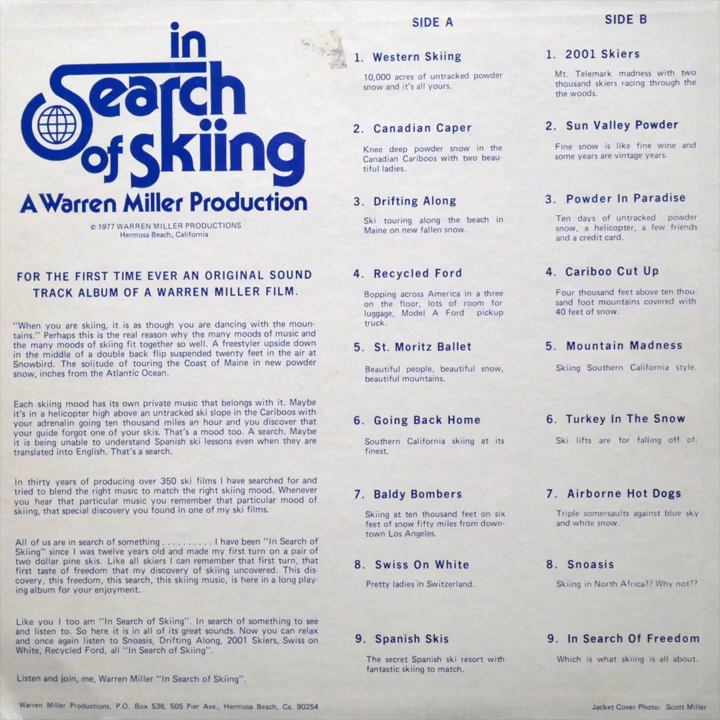 in
Search
of skiing
A Warren Miller Production
© 1977 WARREN MILLER PRODUCTIONS
Hermosa Beach, California
FOR THE FIRST TIME EVER AN ORIGINAL SOUND
TRACK ALBUM OF A WARREN MILLER FILM.
"When you are skiing, it is as though you are dancing with the moun-
tains." Perhaps this is the real reason why the many moods of music and
the many moods of skiing fit together so well. A freestyler upside down
in the middle of a double back flip suspended twenty feet in the air at
Snowbird. The solitude of touring the Coast of Maine in new powder
snow, inches from the Atlantic Ocean.
Each skiing mood has its own private music that belongs with it. Maybe
it's in a helicopter high above an untracked ski slope in the Cariboos with
your adrenalin going ten thousand miles an hour and you discover that
your guide forgot one of your skis. That's a mood too. A search. Maybe
it is being unable to understand Spanish ski lessons even when they are
translated into English. That's a search.
In thirty years of producing over 350 ski films I have searched for and
tried to blend the right music to match the right skiing mood. Whenever
you hear that particular music you remember that particular mood of
skiing, that special discovery you found in one of my ski films.
All of us are in search of something . . . . . . . . . . I have been "In Search of
Skiing" since I was twelve years old and made my first turn on a pair of
two dollar pine skis. Like all skiers I can remember that first turn, that
first taste of freedom that my discovery of skiing uncovered. This dis-
covery, this freedom, this search, this skiing music, is here in a long play-
ing album for your enjoyment.
Like you I too am "In Search of Skiing". In search of something to see
and listen to. So here it is in all of its great sounds. Now you can relax
and once again listen to Snoasis, Drifting Along, 2001 Skiers, Swiss on
White, Recycled Ford, all "In Search of Skiing".
Listen and join, me, Warren Miller "In Search of Skiing".
SIDE A
1. Western Skiing
10,000 acres of untracked powder
snow and it's all yours.
2. Canadian Caper
Knee deep powder snow in the
Canadian Cariboos with two beau-
tiful ladies.
3. Drifting Along
Ski touring along the beach in
Maine on new fallen snow.
4. Recycled Ford
Bopping across America in a three
on the floor, lots of room for
luggage, Model A Ford pickup
truck.
5. St. Moritz Ballet
Beautiful people, beautiful snow,
beautiful mountains.
6. Going Back Home
Southern California skiing at its
finest.
7. Baldy Bombers
Skiing at ten thousand feet on six
feet of snow fifty miles from down-
town Los Angeles.
8. Swiss On White
Pretty ladies in Switzerland.
9. Spanish Skis
The secret Spanish ski resort with
fantastic skiing to match.
SIDE B
1. 2001 Skiers
Mt. Telemark madness with two
thousand skiers racing through the
the woods.
2. Sun Valley Powder
Fine snow is like fine wine and
some years are vintage years.
3. Powder In Paradise
Ten days of untracked powder
snow, a helicopter, a few friends
and a credit card.
4. Cariboo Cut Up
Four thousand feet above ten thou-
sand foot mountains covered with
40 feet of snow.
5. Mountain Madness
Skiing Southern California style.
6. Turkey In The Snow
Ski lifts are for falling off of.
7. Airborne Hot Dogs
Triple somersaults against blue sky
and white snow.
8. Snoasis
Skiing in North Africa?? Why not??
9. In Search Of Freedom
Which is what skiing is all about.
Warren Miller Productions, P.O. Box 536, 505 Pier Ave., Hermosa Beach, Ca. 90254
Jacket Cover Photo: Scott Miller